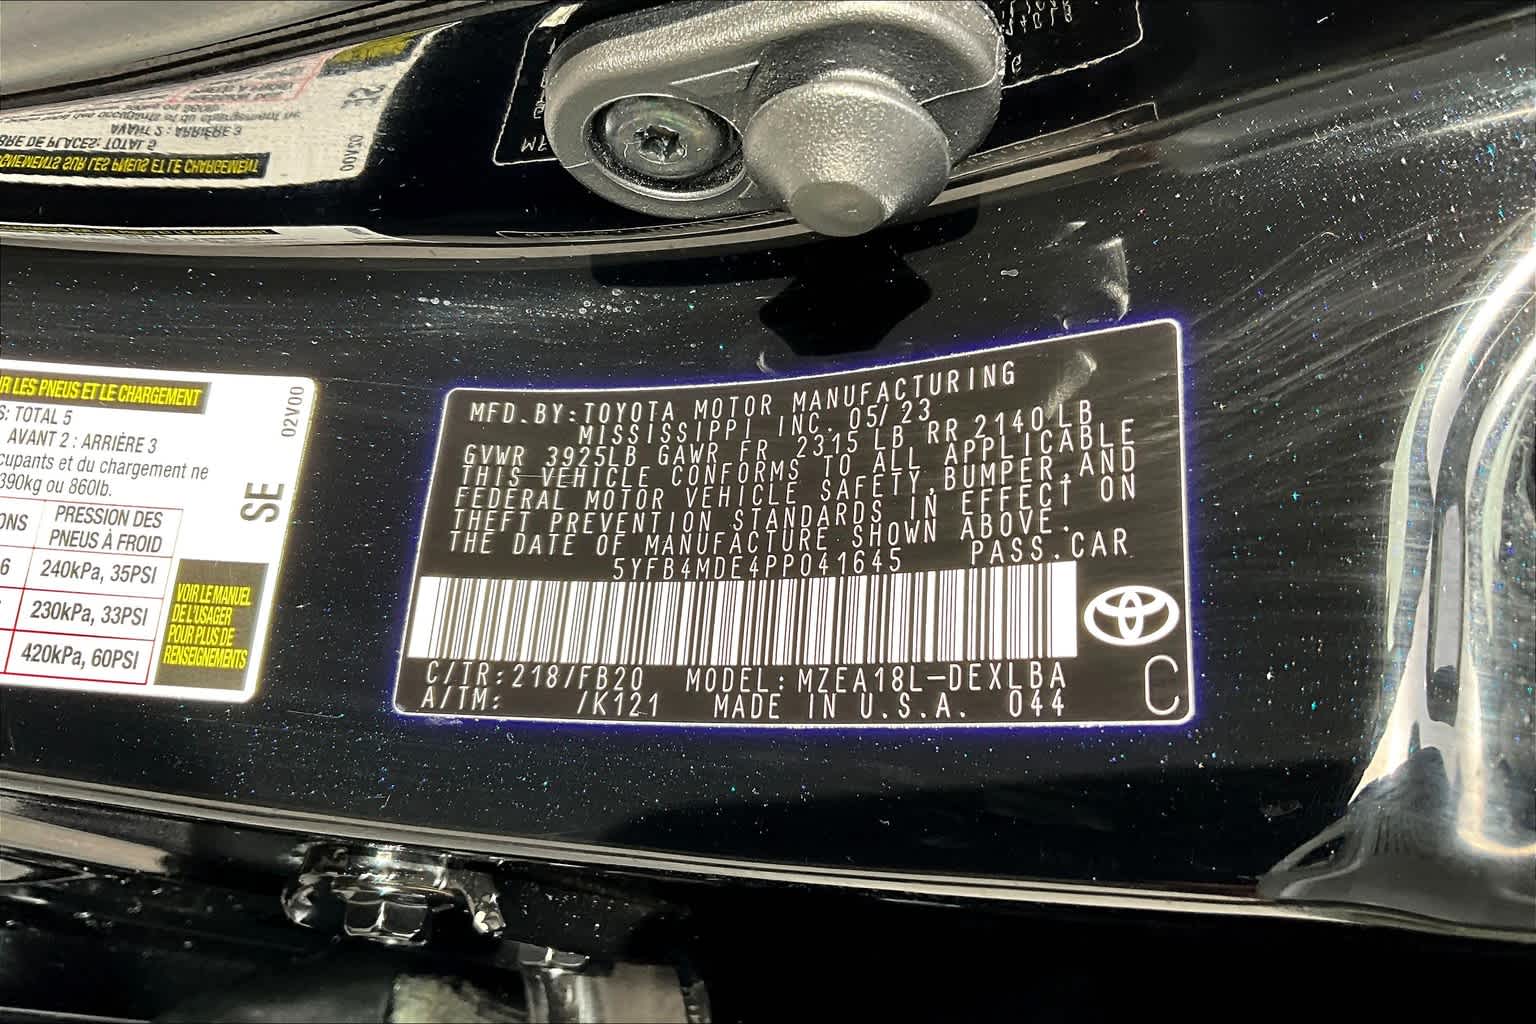 R LES PNEUS ET LE CHARGEMENT
S: TOTAL 5
AVANT 2 : ARRIÈRE 3
cupants et du chargement ne
390kg ou 860lb.
02V00
SE
ONS PRESSION DES PNEUS À FROID
6 240kPa, 35PSI
230kPa, 33PSI
420kPa, 60PSI
VOIR LE MANUEL
DE L'USAGER
POUR PLUS DE
RENSEIGNEMENTS
MFD. BY: TOYOTA MOTOR MANUFACTURING
MISSISSIPPI INC. 05/23
GVWR 3925LB GAWR FR 2315 LB RR 2140 LB
THIS VEHICLE CONFORMS TO ALL APPLICABLE
FEDERAL MOTOR VEHICLE SAFETY, BUMPER, AND
THEFT PREVENTION STANDARDS IN EFFECT ON
THE DATE OF MANUFACTURE SHOWN ABOVE.
5YFB4MDE4PP041645 PASS. CAR
C/TR: 218/FB20 MODEL: MZEA18L-DEXLBA
A/TM: /K121 MADE IN U.S.A. 044
C